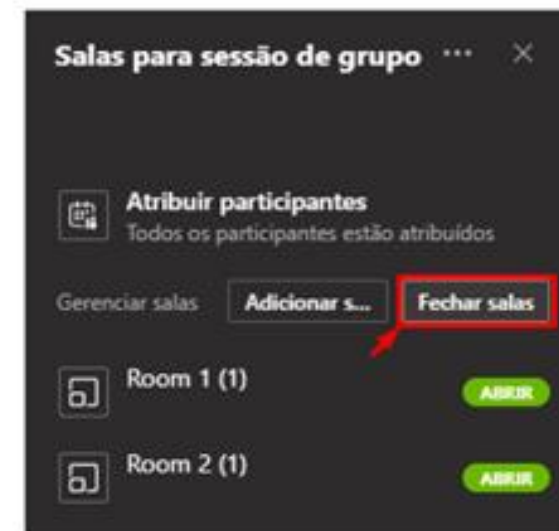 Salas para sessão de grupo ...
Atribuir participantes
Todos os participantes estão atribuídos
Gerenciar salas Adicionar s... Fechar salas
Room 1 (1)
ABRIR
Room 2 (1)
ABRIR